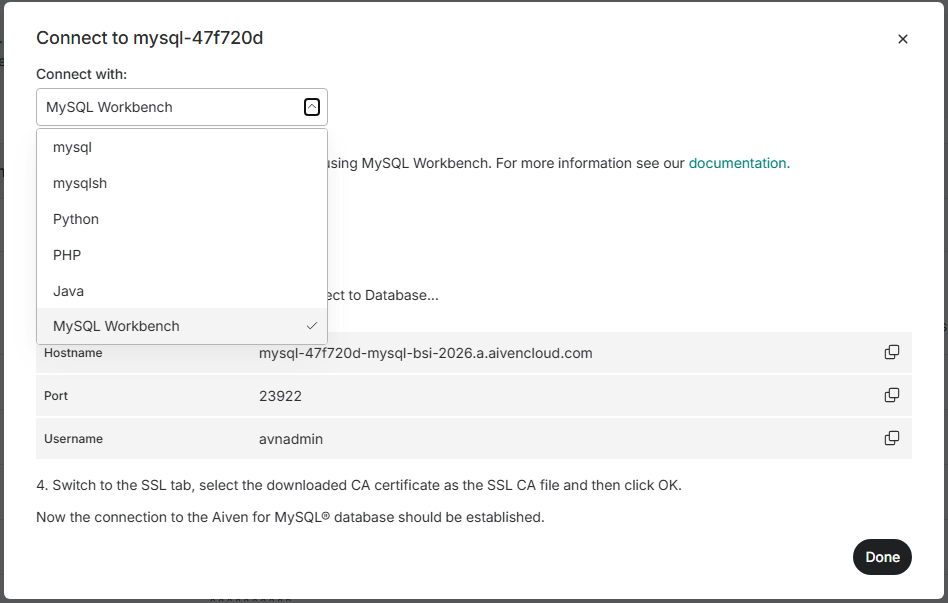 Connect to mysql-47f720d
Connect with:
MySQL Workbench
mysql
using MySQL Workbench. For more information see our documentation.
mysqlsh
Python
PHP
Java
to Database...
MySQL Workbench
Hostname mysql-47f720d-mysql-bsi-2026.a.aivencloud.com
Port 23922
Username avnadmin
4. Switch to the SSL tab, select the downloaded CA certificate as the SSL CA file and then click OK.
Now the connection to the Aiven for MySQL® database should be established.
Done